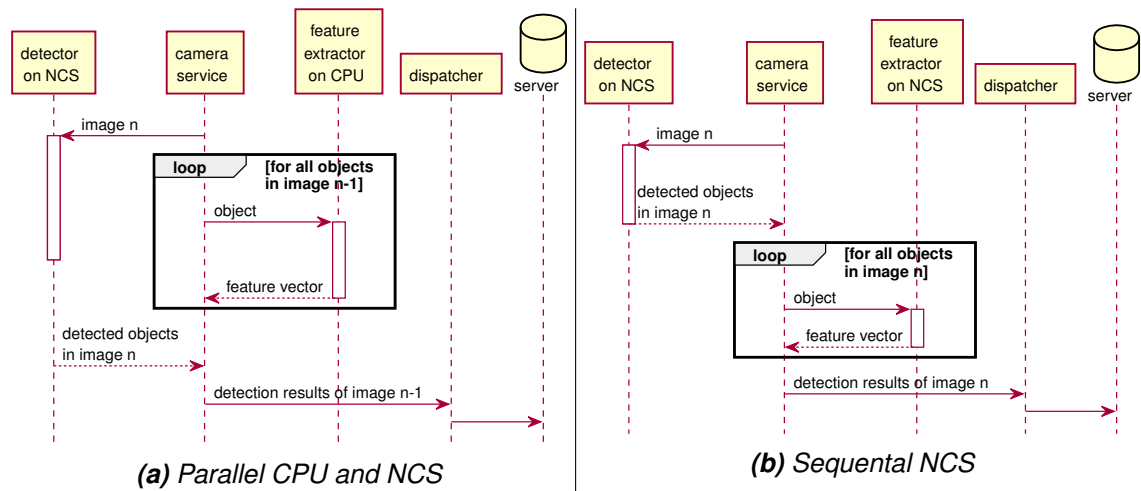 detector
on NCS
camera
service
feature
extractor
on CPU
dispatcher
server
image n
loop
[for all objects
in image n-1]
object
feature vector
detected objects
in image n
detection results of image n-1
(a) Parallel CPU and NCS
detector
on NCS
camera
service
feature
extractor
on NCS
dispatcher
server
image n
detected objects
in image n
loop
[for all objects
in image n]
object
feature vector
detection results of image n
(b) Sequental NCS